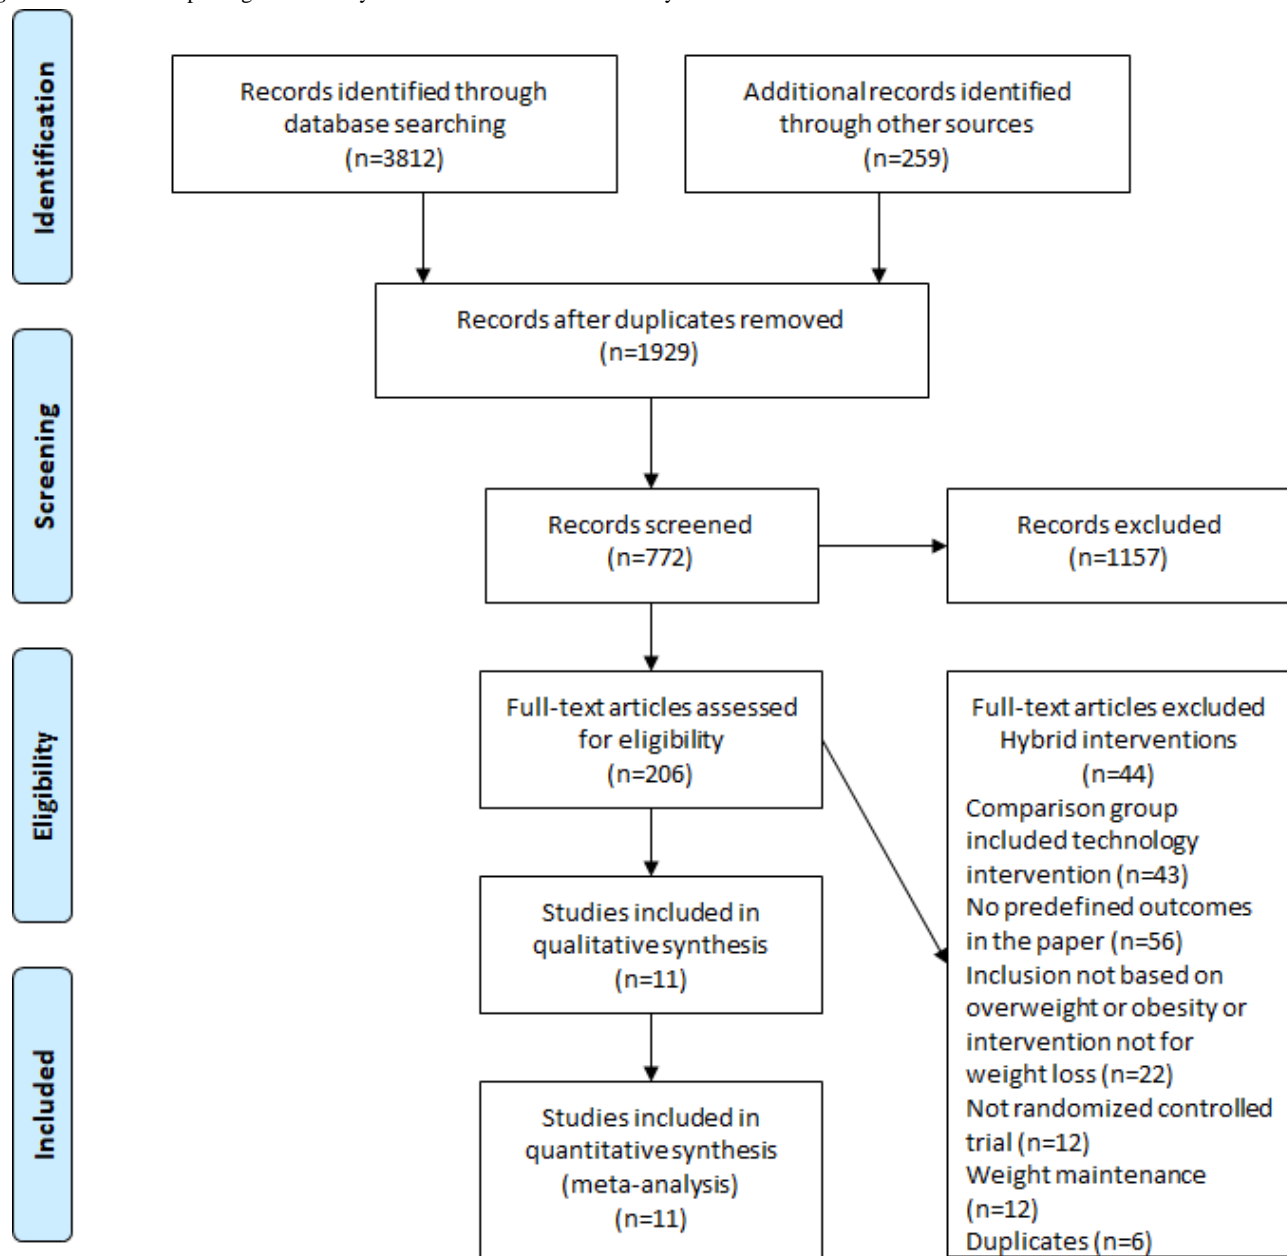 Identification
Records identified through
database searching
(n=3812)
Additional records identified
through other sources
(n=259)
Records after duplicates removed
(n=1929)
Screening
Records screened
(n=772)
Records excluded
(n=1157)
Eligibility
Full-text articles assessed
for eligibility
(n=206)
Full-text articles excluded
Hybrid interventions
(n=44)
Comparison group
included technology
intervention (n=43)
No predefined outcomes
in the paper (n=56)
Inclusion not based on
overweight or obesity or
intervention not for
weight loss (n=22)
Not randomized controlled
trial (n=12)
Weight maintenance
(n=12)
Duplicates (n=6)
Studies included in
qualitative synthesis
(n=11)
Included
Studies included in
quantitative synthesis
(meta-analysis)
(n=11)